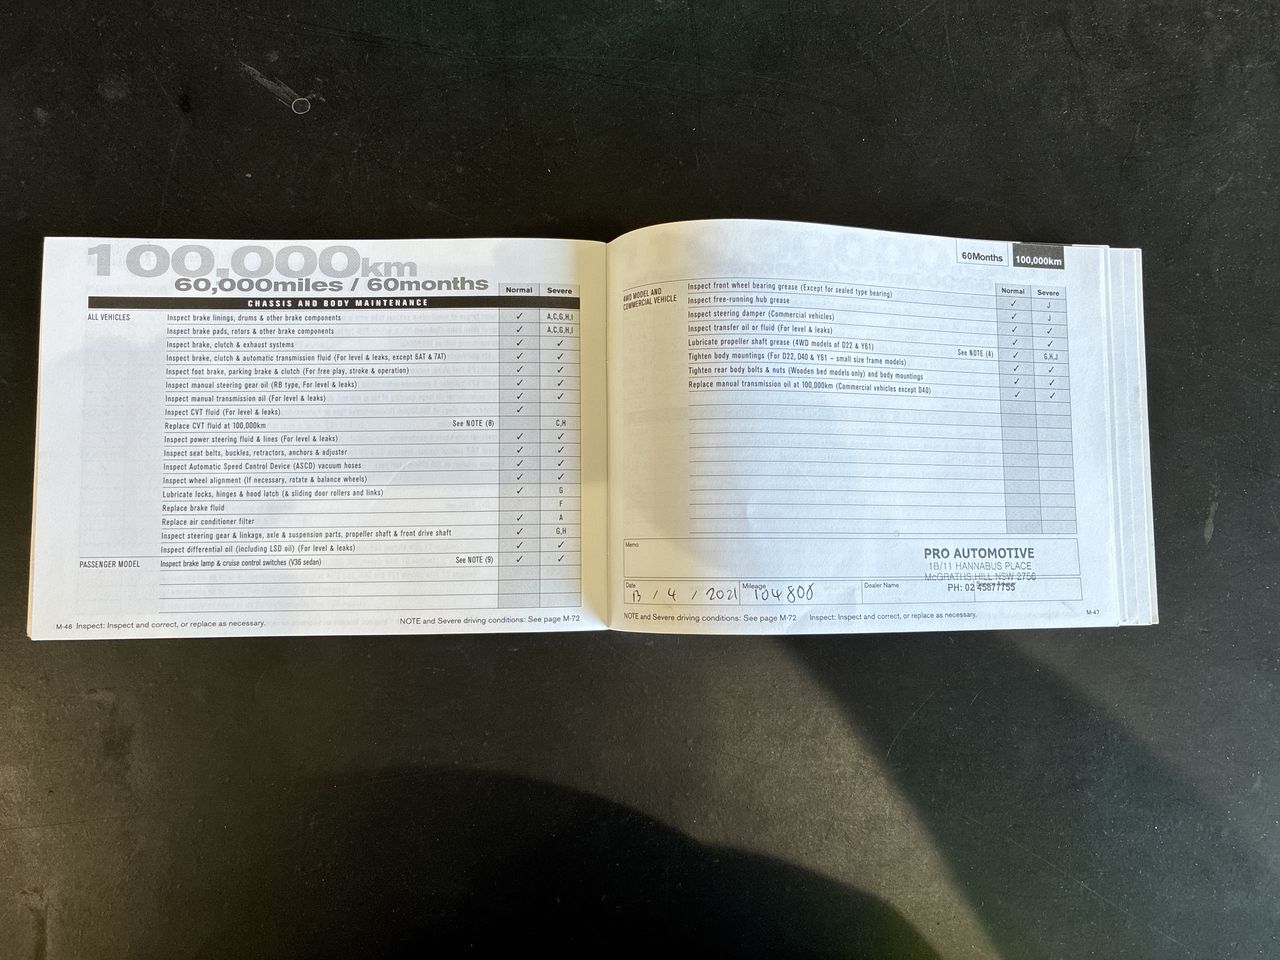 100,000km
60,000miles / 60months
Normal Severe
CHASSIS AND BODY MAINTENANCE
ALL VEHICLES Inspect brake linings, drums & other brake components ✓ A,C,G,H,I
Inspect brake pads, rotors & other brake components ✓ A,C,G,H,I
Inspect brake, clutch & exhaust systems ✓ ✓
Inspect brake, clutch & automatic transmission fluid (For level & leaks, except 6AT & 7AT) ✓ ✓
Inspect foot brake, parking brake & clutch (For free play, stroke & operation) ✓ ✓
Inspect manual steering gear oil (RB type, For level & leaks) ✓ ✓
Inspect manual transmission oil (For level & leaks) ✓ ✓
Inspect CVT fluid (For level & leaks) ✓
Replace CVT fluid at 100,000km See NOTE (8) C,H
Inspect power steering fluid & lines (For level & leaks) ✓ ✓
Inspect seat belts, buckles, retractors, anchors & adjuster ✓ ✓
Inspect Automatic Speed Control Device (ASCD) vacuum hoses ✓ ✓
Inspect wheel alignment (If necessary, rotate & balance wheels) ✓ ✓
Lubricate locks, hinges & hood latch (& sliding door rollers and links) ✓ G
Replace brake fluid F
Replace air conditioner filter ✓ A
Inspect steering gear & linkage, axle & suspension parts, propeller shaft & front drive shaft ✓ G,H
Inspect differential oil (including LSD oil) (For level & leaks) ✓ ✓
PASSENGER MODEL Inspect brake lamp & cruise control switches (V36 sedan) See NOTE (9) ✓ ✓
M-46 Inspect: Inspect and correct, or replace as necessary. NOTE and Severe driving conditions: See page M-72
60Months 100,000km
Normal Severe
4WD MODEL AND
COMMERCIAL VEHICLE
Inspect front wheel bearing grease (Except for sealed type bearing) ✓ J
Inspect free-running hub grease ✓ J
Inspect steering damper (Commercial vehicles) ✓ ✓
Inspect transfer oil or fluid (For level & leaks) ✓ ✓
Lubricate propeller shaft grease (4WD models of D22 & Y61) See NOTE (4) ✓ G,H,J
Tighten body mountings (For D22, D40 & Y61 – small size frame models) ✓ ✓
Tighten rear body bolts & nuts (Wooden bed models only) and body mountings ✓ ✓
Replace manual transmission oil at 100,000km (Commercial vehicles except D40) ✓ ✓
Memo
PRO AUTOMOTIVE
1B/11 HANNABUS PLACE
McGRATHS HILL NSW 2756
PH: 02 45877755
Date 13 / 4 / 2021 Mileage 104800 Dealer Name
NOTE and Severe driving conditions: See page M-72 Inspect: Inspect and correct, or replace as necessary.
M-47